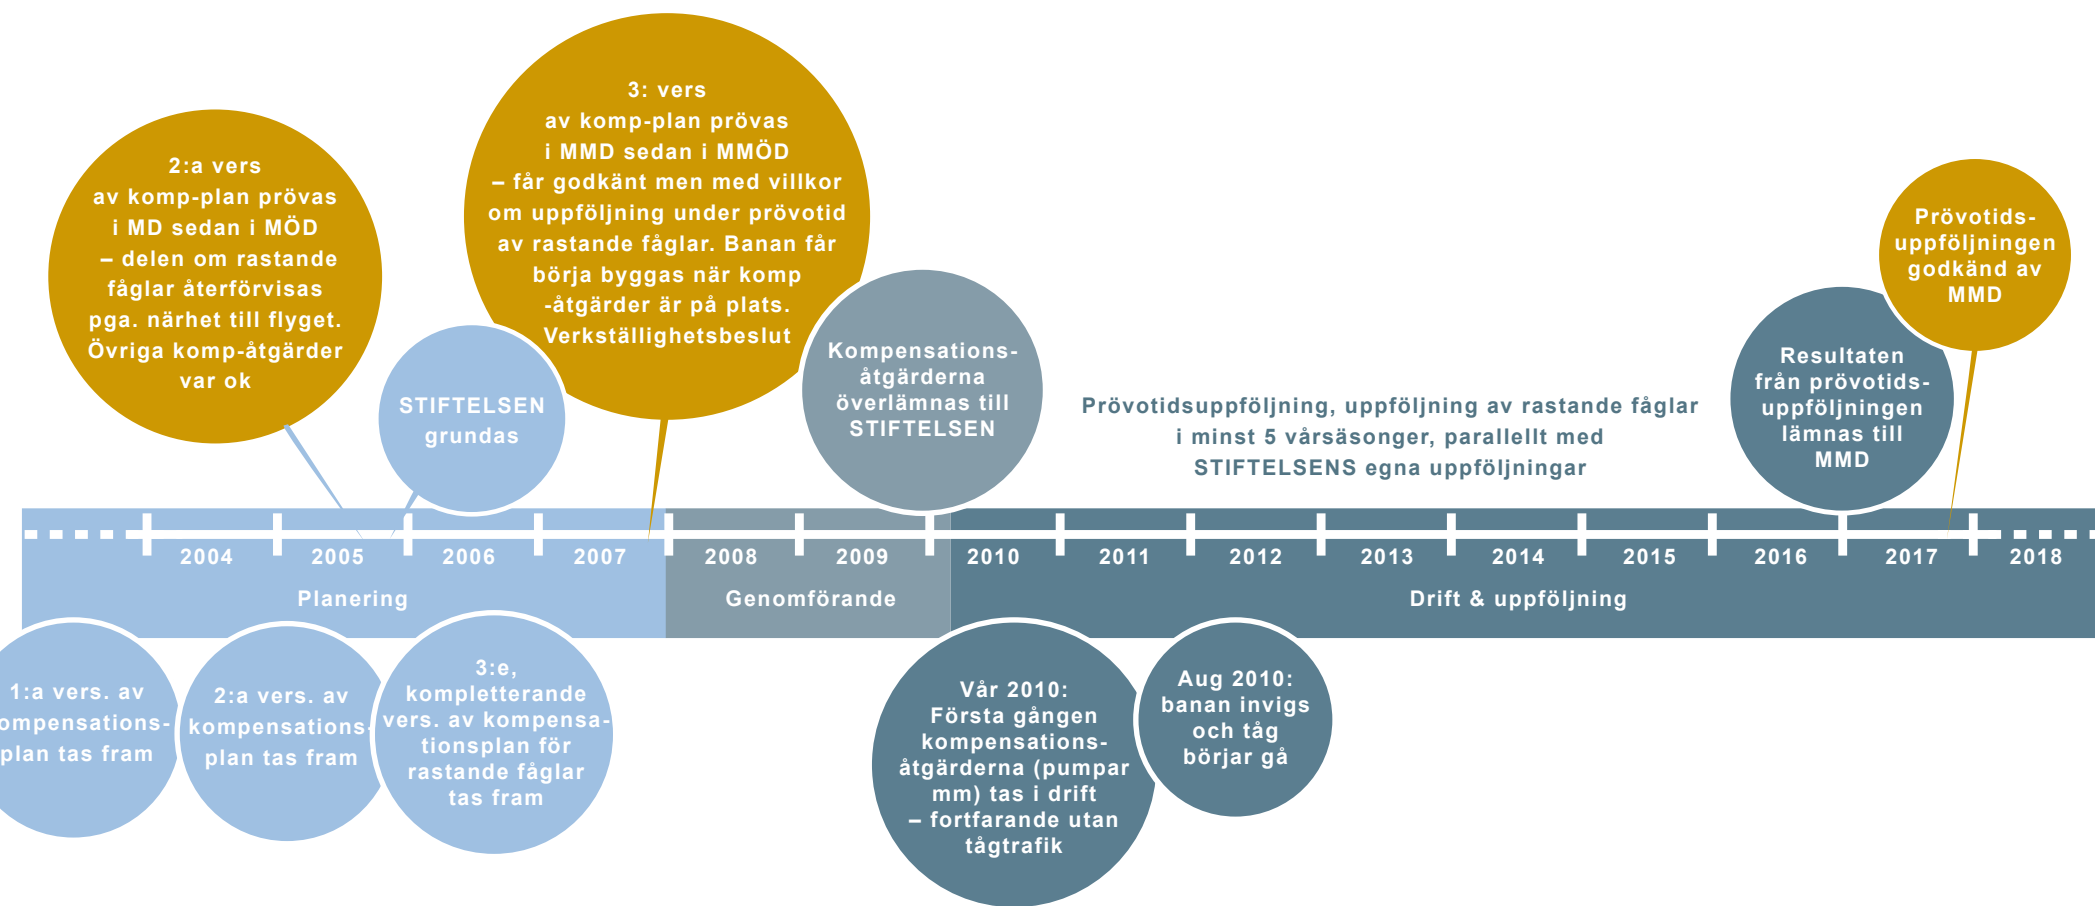 2:a vers
av komp-plan prövas
i MD sedan i MÖD
– delen om rastande
fåglar återförvisas
pga. närhet till flyget.
Övriga komp-åtgärder
var ok
STIFTELSEN
grundas
3: vers
av komp-plan prövas
i MMD sedan i MMÖD
– får godkänt men med villkor
om uppföljning under prövotid
av rastande fåglar. Banan får
börja byggas när komp
-åtgärder är på plats.
Verkställighetsbeslut
Kompensations-
åtgärderna
överlämnas till
STIFTELSEN
Prövotidsuppföljning, uppföljning av rastande fåglar
i minst 5 vårsäsonger, parallellt med
STIFTELSENS egna uppföljningar
Resultaten
från prövotids-
uppföljningen
lämnas till
MMD
Prövotids-
uppföljningen
godkänd av
MMD
2004 2005 2006 2007 2008 2009 2010 2011 2012 2013 2014 2015 2016 2017 2018
Planering Genomförande Drift & uppföljning
1:a vers. av
ompensations-
plan tas fram
2:a vers. av
kompensations-
plan tas fram
3:e,
kompletterande
vers. av kompensa-
tionsplan för
rastande fåglar
tas fram
Vår 2010:
Första gången
kompensations-
åtgärderna (pumpar
mm) tas i drift
– fortfarande utan
tågtrafik
Aug 2010:
banan invigs
och tåg
börjar gå